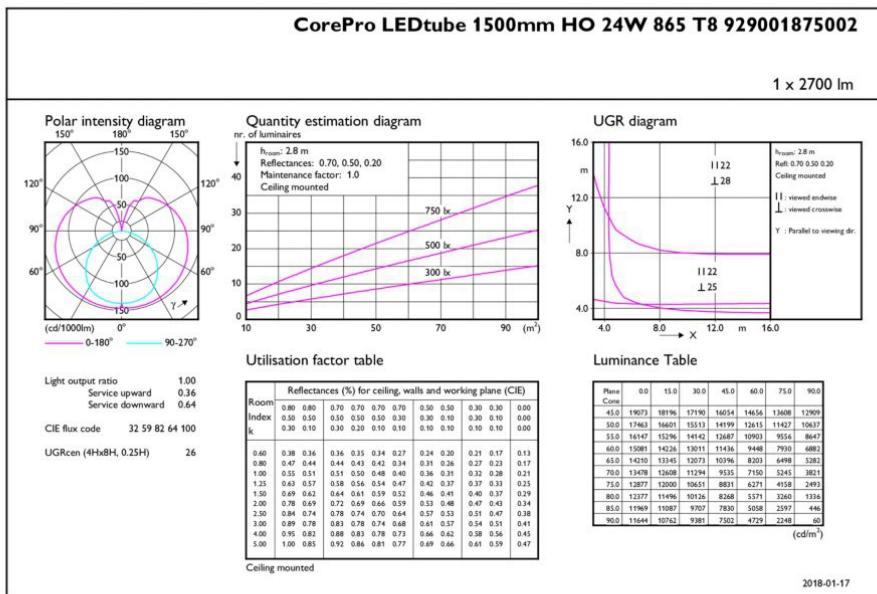 CorePro LEDtube 1500mm HO 24W 865 T8 929001875002
1 x 2700 lm
Polar intensity diagram
150° 180° 150°
120° 120°
90° 90°
60° 60°
150
100
50
50
100
150
γ
(cd/1000lm) 0°
0-180° 90-270°
Quantity estimation diagram
nr. of luminaires
hroom: 2.8 m
Reflectances: 0.70, 0.50, 0.20
Maintenance factor: 1.0
Ceiling mounted
40
30
20
10
0
750 lx
500 lx
300 lx
10 30 50 70 90 (m²)
UGR diagram
16.0
m
12.0
Y
8.0
4.0
II 22
⊥ 28
II 22
⊥ 25
4.0 8.0 12.0 m 16.0
X
hroom: 2.8 m
Refl: 0.70 0.50 0.20
Ceiling mounted
II : viewed endwise
⊥ : viewed crosswise
Y : Parallel to viewing dir.
Light output ratio 1.00
Service upward 0.36
Service downward 0.64
CIE flux code 32 59 82 64 100
UGRcen (4Hx8H, 0.25H) 26
Utilisation factor table
Room Index k
Reflectances (%) for ceiling, walls and working plane (CIE)
0.80 0.80 0.70 0.70 0.70 0.70 0.50 0.50 0.30 0.30 0.00
0.50 0.50 0.50 0.50 0.50 0.30 0.30 0.10 0.30 0.10 0.00
0.30 0.10 0.30 0.20 0.10 0.10 0.10 0.10 0.10 0.10 0.00
0.60 0.38 0.36 0.36 0.35 0.34 0.27 0.24 0.20 0.21 0.17 0.13
0.80 0.47 0.44 0.44 0.43 0.42 0.34 0.31 0.26 0.27 0.23 0.17
1.00 0.55 0.51 0.51 0.50 0.48 0.40 0.36 0.31 0.32 0.28 0.21
1.25 0.63 0.57 0.58 0.56 0.54 0.47 0.42 0.37 0.37 0.33 0.25
1.50 0.69 0.62 0.64 0.61 0.59 0.52 0.46 0.41 0.40 0.37 0.29
2.00 0.78 0.69 0.72 0.69 0.66 0.59 0.53 0.48 0.47 0.43 0.34
2.50 0.84 0.74 0.78 0.74 0.70 0.64 0.57 0.53 0.51 0.47 0.38
3.00 0.89 0.78 0.83 0.78 0.74 0.68 0.61 0.57 0.54 0.51 0.41
4.00 0.95 0.82 0.88 0.83 0.78 0.73 0.66 0.62 0.58 0.56 0.45
5.00 1.00 0.85 0.92 0.86 0.81 0.77 0.69 0.66 0.61 0.59 0.47
Ceiling mounted
Luminance Table
Plane Cone 0.0 15.0 30.0 45.0 60.0 75.0 90.0
45.0 19073 18196 17190 16054 14656 13608 12909
50.0 17463 16601 15513 14199 12615 11427 10637
55.0 16147 15296 14142 12687 10903 9556 8647
60.0 15081 14226 13011 11436 9448 7930 6882
65.0 14210 13345 12073 10396 8203 6498 5282
70.0 13478 12608 11294 9535 7150 5245 3821
75.0 12877 12000 10651 8831 6271 4158 2493
80.0 12377 11496 10126 8268 5571 3260 1336
85.0 11969 11087 9707 7830 5058 2597 446
90.0 11644 10762 9381 7502 4729 2248 60
(cd/m²)
2018-01-17